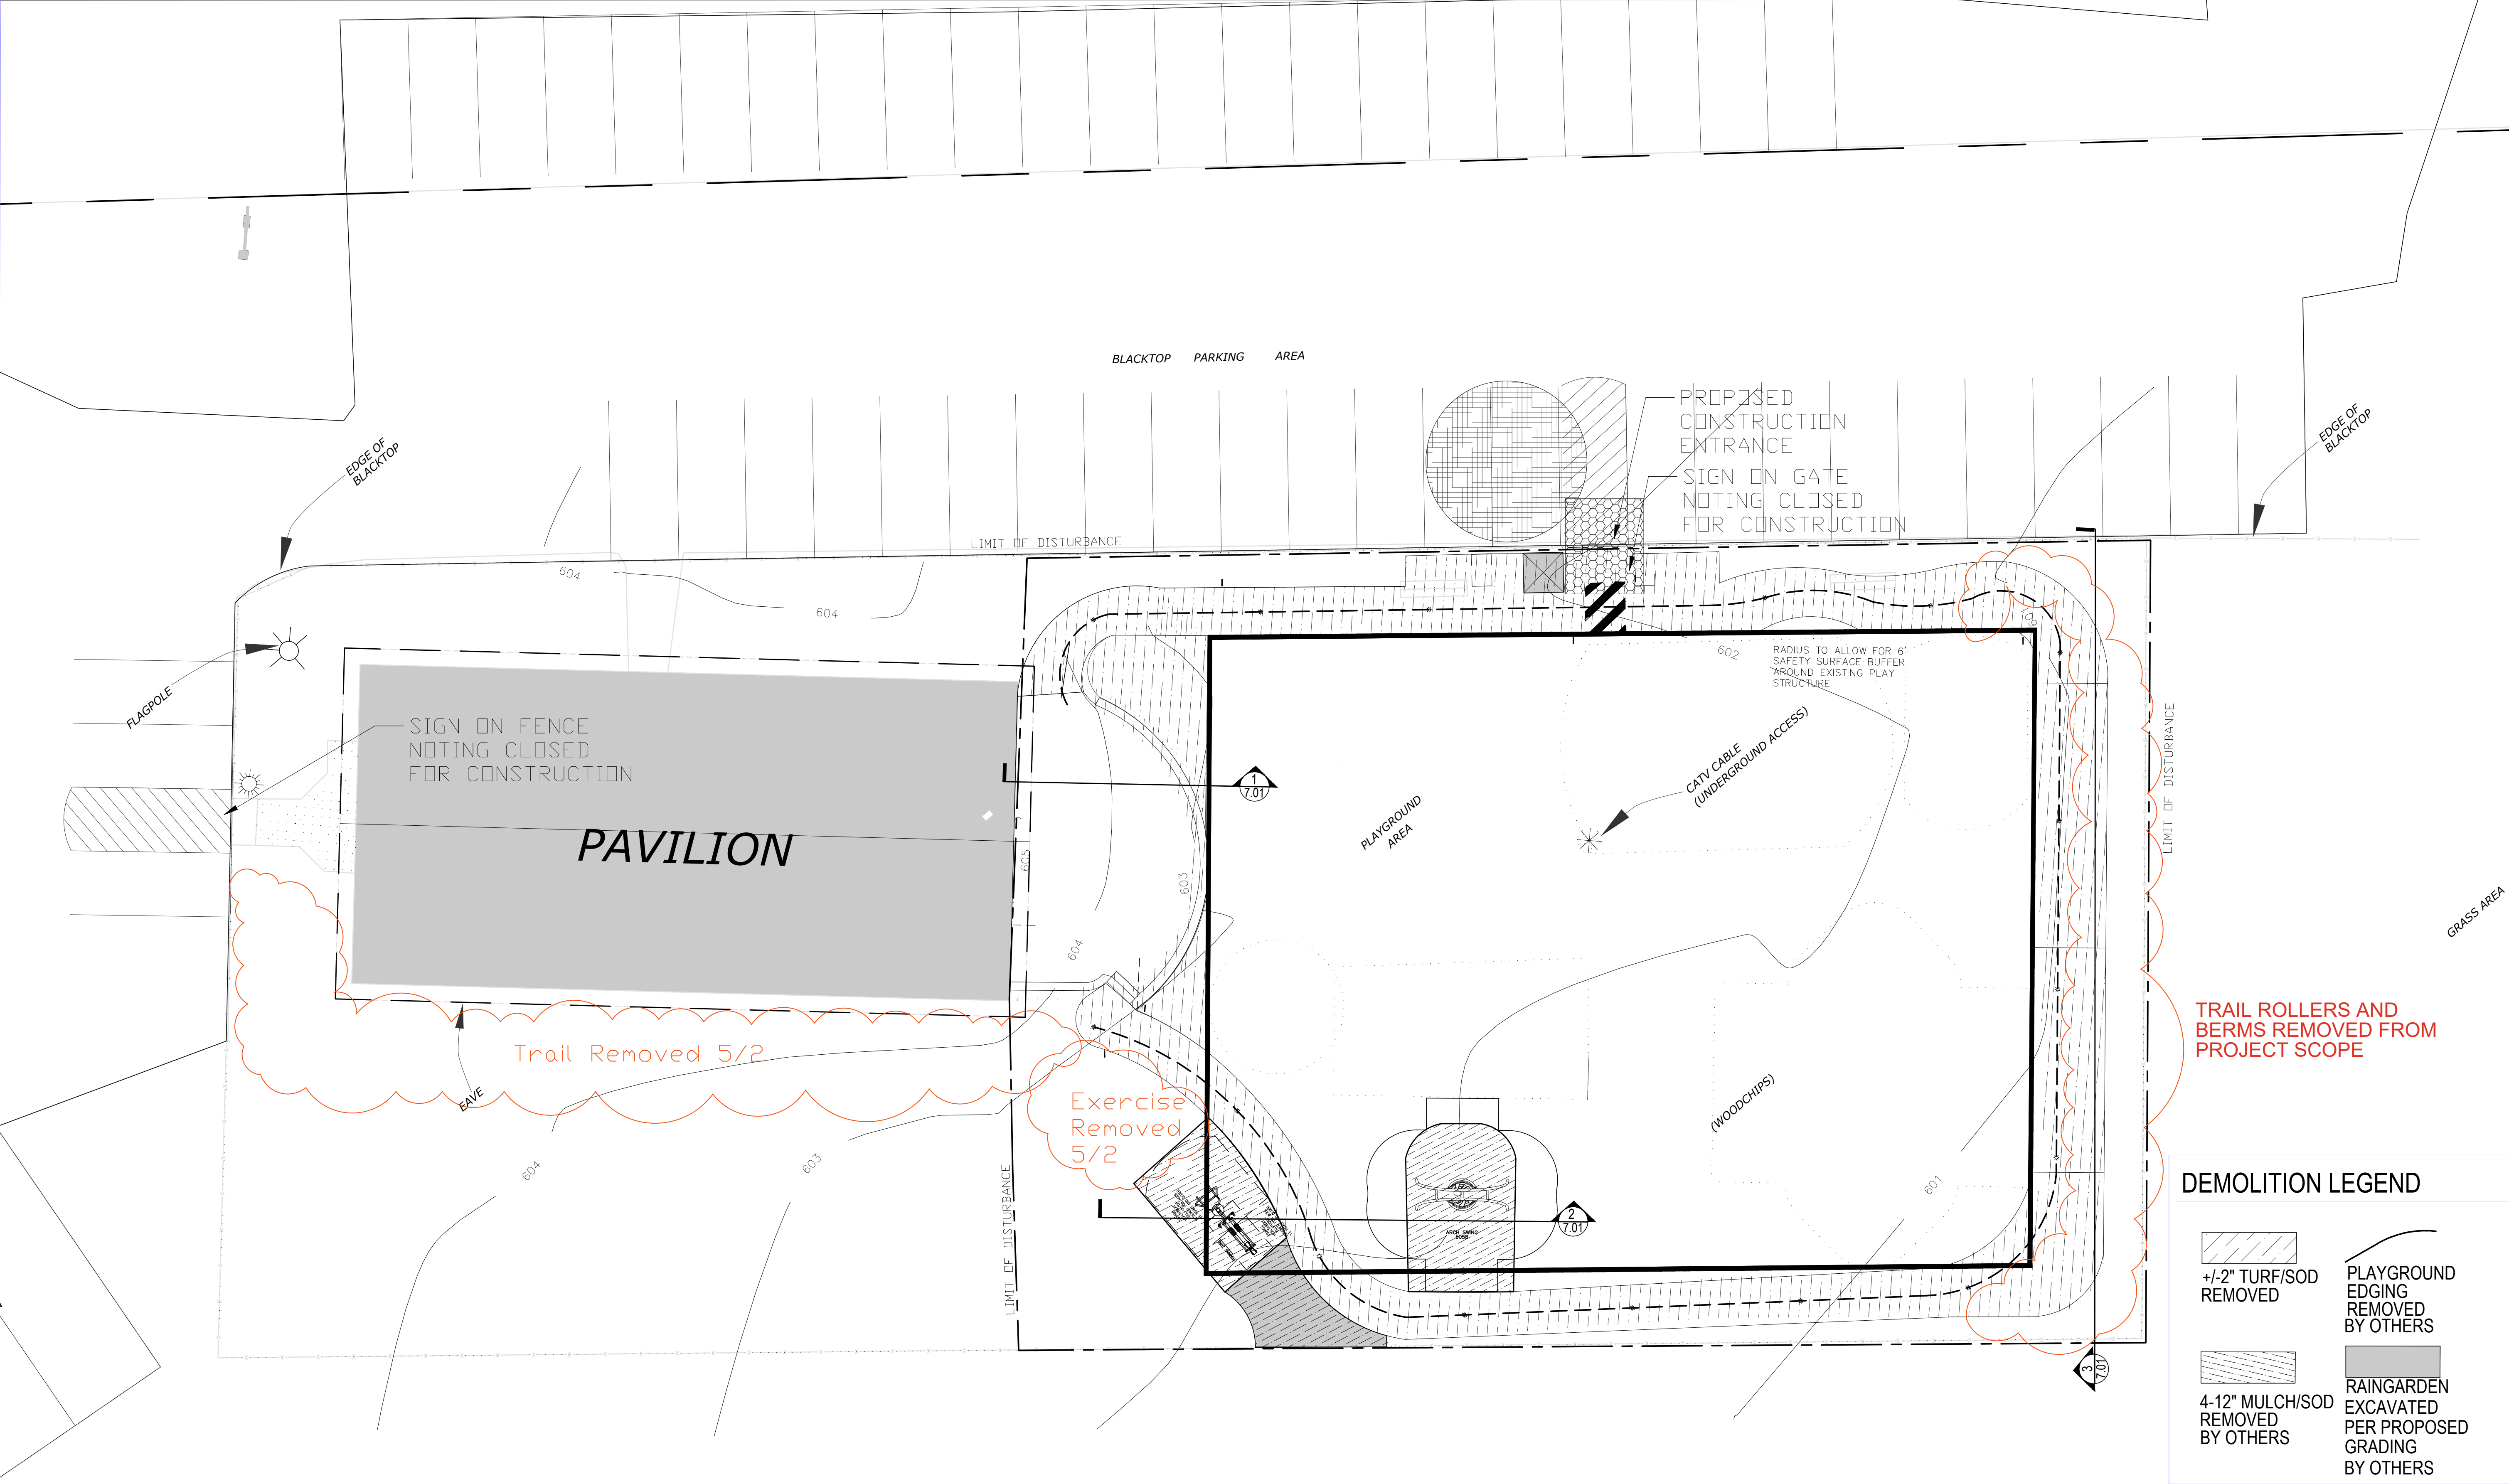 BLACKTOP PARKING AREA
EDGE OF
BLACKTOP
PROPOSED
CONSTRUCTION
ENTRANCE
SIGN ON GATE
NOTING CLOSED
FOR CONSTRUCTION
EDGE OF
BLACKTOP
LIMIT OF DISTURBANCE
604
604
601
602
RADIUS TO ALLOW FOR 6'
SAFETY SURFACE BUFFER
AROUND EXISTING PLAY
STRUCTURE
FLAGPOLE
SIGN ON FENCE
NOTING CLOSED
FOR CONSTRUCTION
PAVILION
1
7.01
CATV CABLE
(UNDERGROUND ACCESS)
PLAYGROUND
AREA
LIMIT OF DISTURBANCE
605
603
604
GRASS AREA
TRAIL ROLLERS AND
BERMS REMOVED FROM
PROJECT SCOPE
Trail Removed 5/2
EAVE
Exercise
Removed
5/2
(WOODCHIPS)
604
603
LIMIT OF DISTURBANCE
2
7.01
ARCH SWING
5058
601
3
7.01
DEMOLITION LEGEND
+/-2" TURF/SOD
REMOVED
PLAYGROUND
EDGING
REMOVED
BY OTHERS
4-12" MULCH/SOD
REMOVED
BY OTHERS
RAINGARDEN
EXCAVATED
PER PROPOSED
GRADING
BY OTHERS